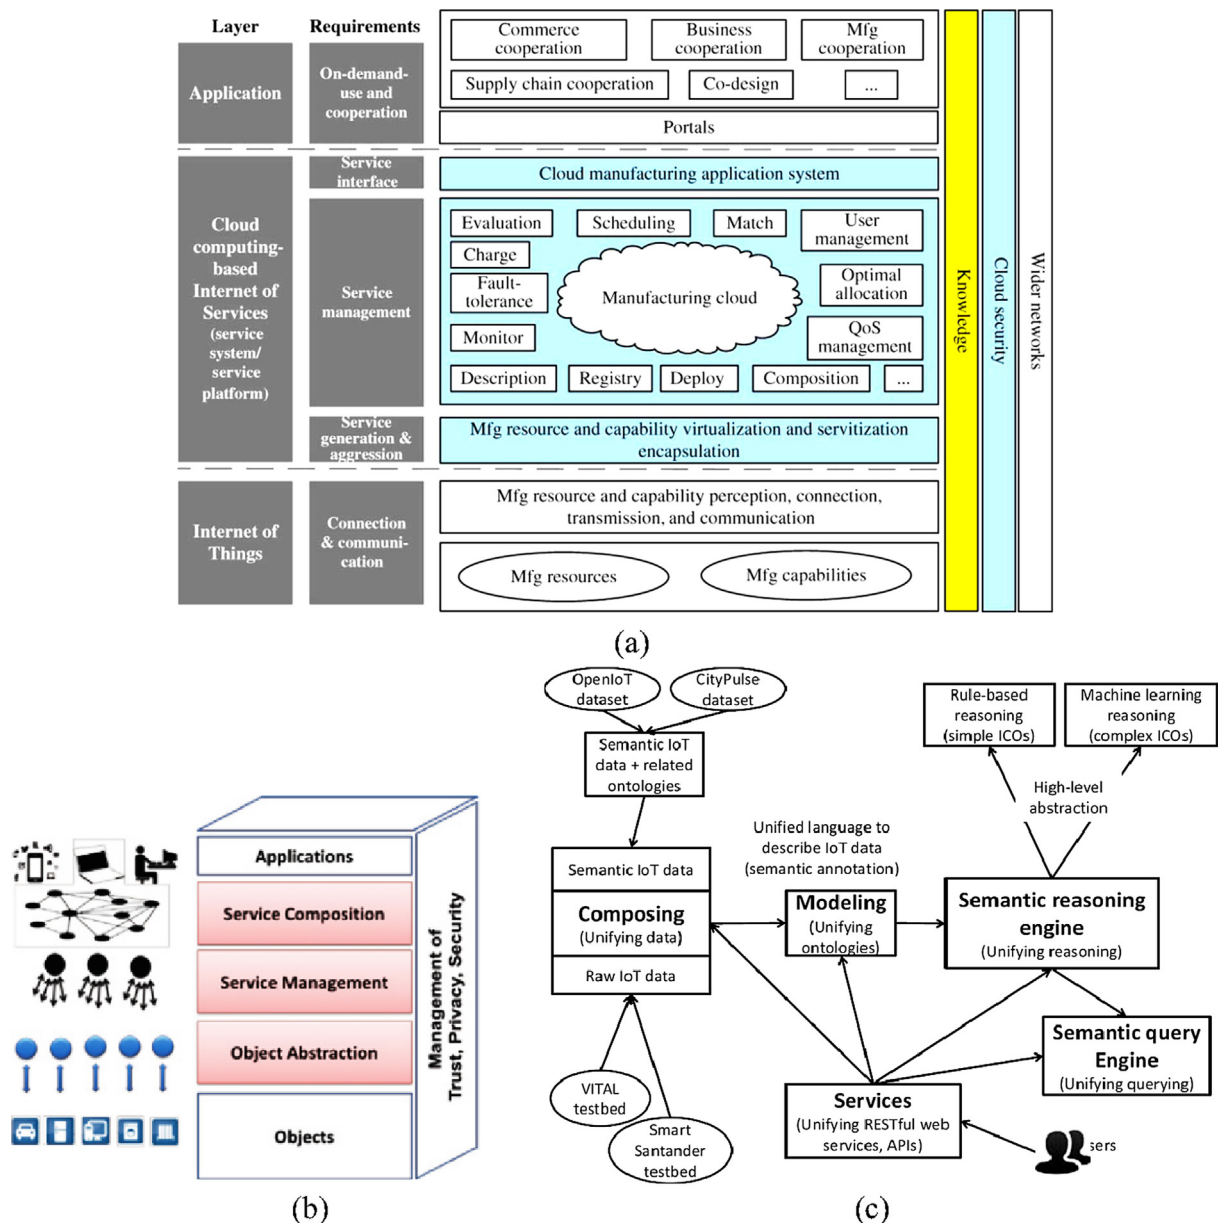 Layer
Requirements
Application
On-demand-
use and
cooperation
Commerce
cooperation
Business
cooperation
Mfg
cooperation
Supply chain cooperation
Co-design
...
Portals
Cloud
computing-
based
Internet of
Services
(service
system/
service
platform)
Service
interface
Cloud manufacturing application system
Service
management
Evaluation
Scheduling
Match
User
management
Charge
Fault-
tolerance
Manufacturing cloud
Optimal
allocation
Monitor
QoS
management
Description
Registry
Deploy
Composition
...
Service
generation &
aggression
Mfg resource and capability virtualization and servitization
encapsulation
Internet of
Things
Connection
& communi-
cation
Mfg resource and capability perception, connection,
transmission, and communication
Mfg resources
Mfg capabilities
Knowledge
Cloud security
Wider networks
(a)
Applications
Service Composition
Service Management
Object Abstraction
Objects
Management of
Trust, Privacy, Security
(b)
OpenIoT
dataset
CityPulse
dataset
Semantic IoT
data + related
ontologies
Rule-based
reasoning
(simple ICOs)
Machine learning
reasoning
(complex ICOs)
High-level
abstraction
Unified language to
describe IoT data
(semantic annotation)
Semantic IoT data
Composing
(Unifying data)
Raw IoT data
Modeling
(Unifying
ontologies)
Semantic reasoning
engine
(Unifying reasoning)
Semantic query
Engine
(Unifying querying)
VITAL
testbed
Smart
Santander
testbed
Services
(Unifying RESTful web
services, APIs)
sers
(c)